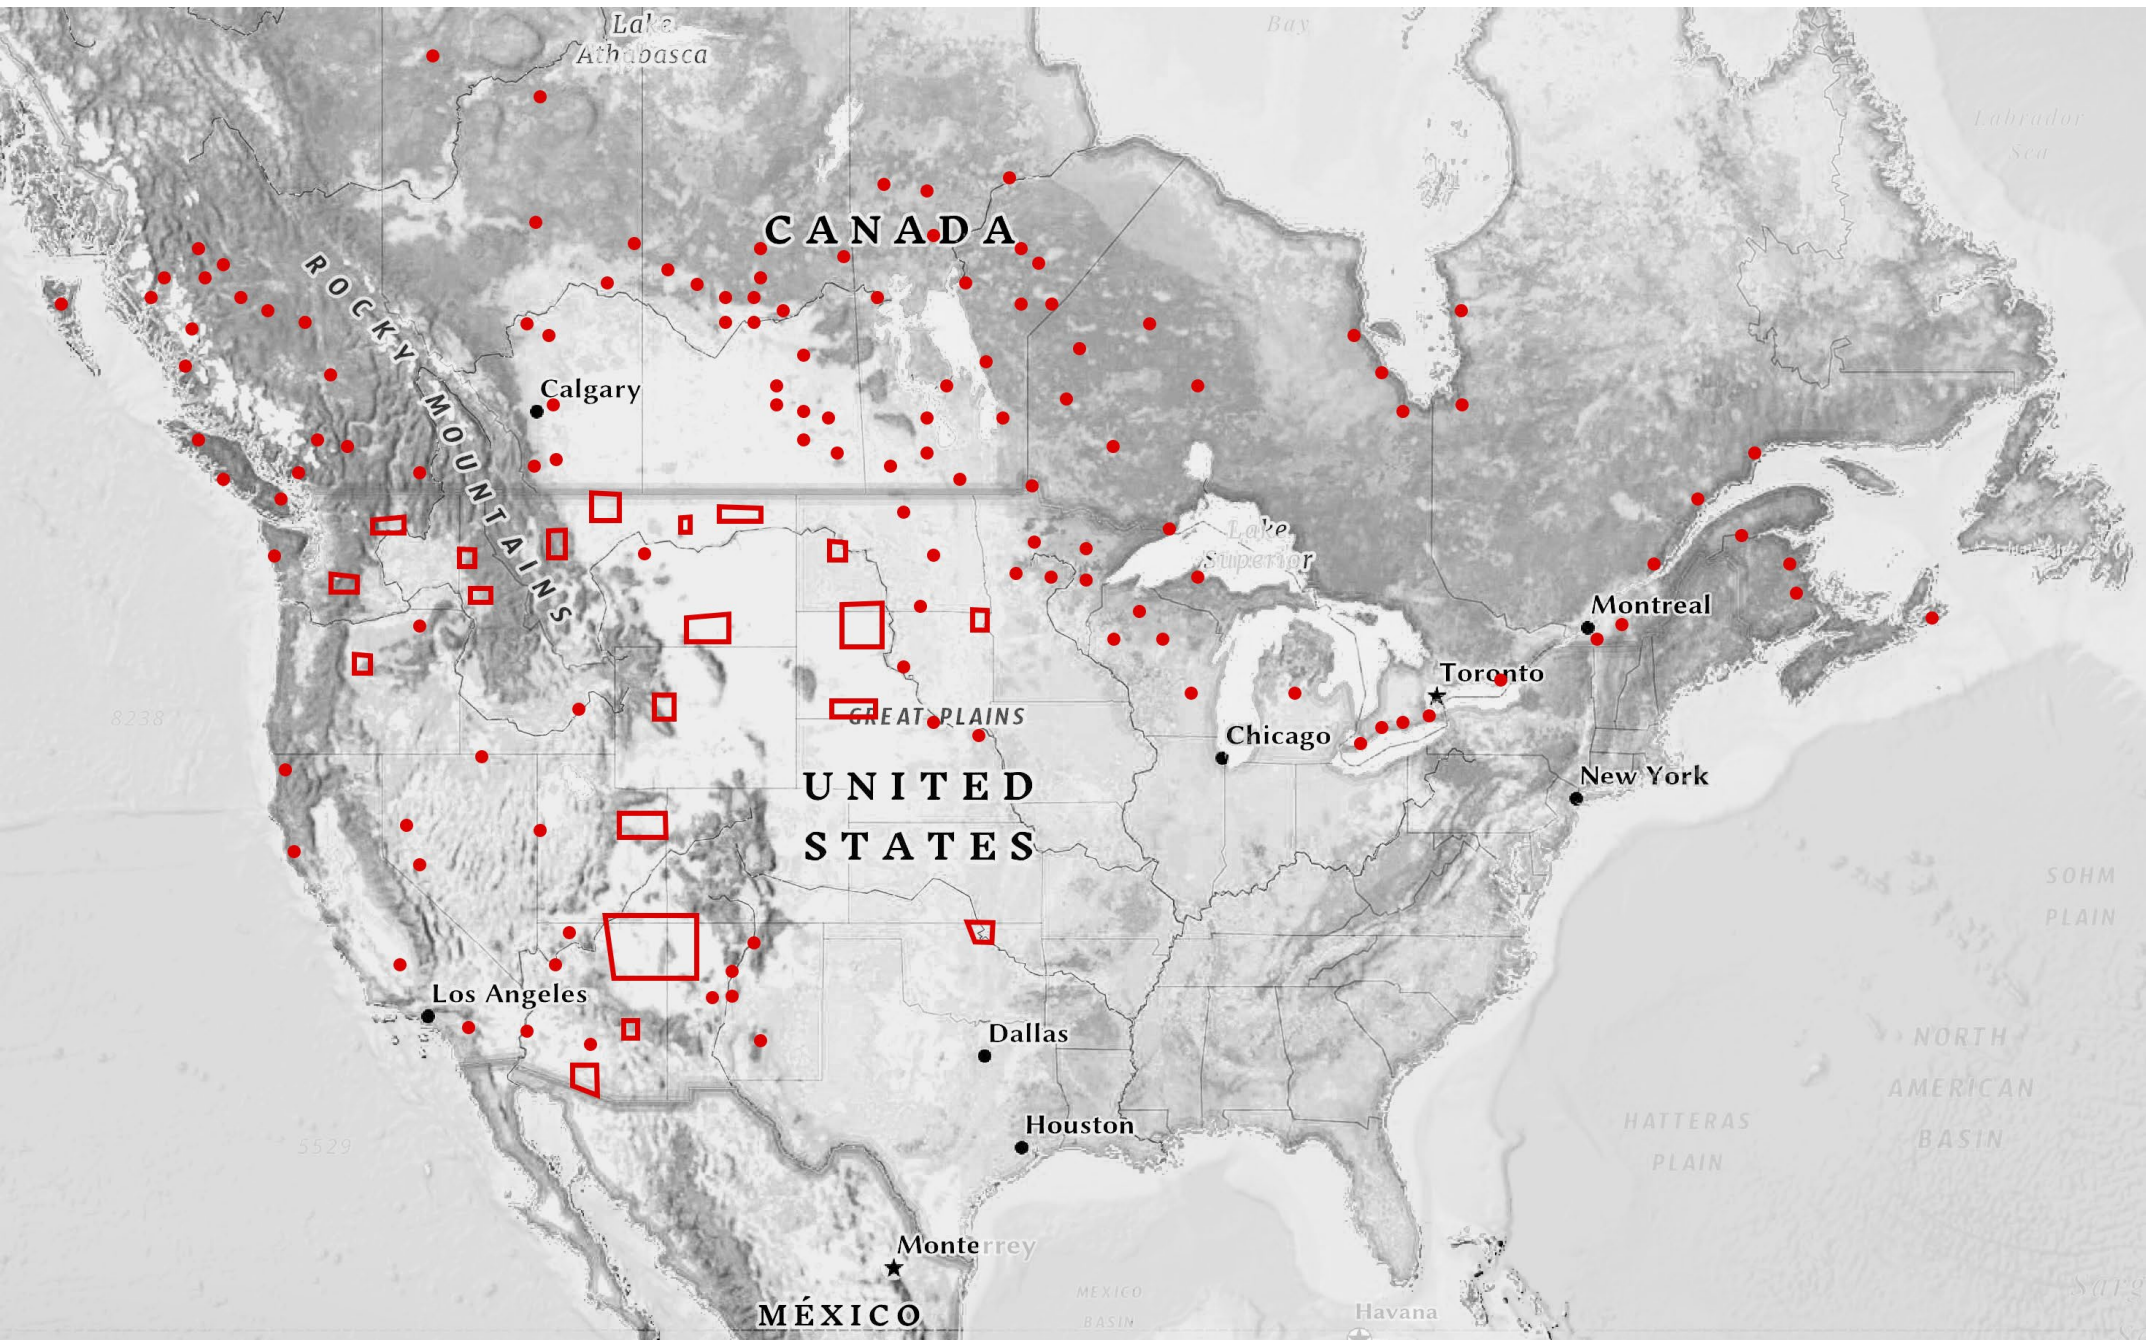 Lake
Athabasca
Bay
Labrador
Sea
CANADA
ROCKY MOUNTAINS
Calgary
Lake
Superior
Montreal
Toronto
8238
GREAT PLAINS
Chicago
New York
UNITED
STATES
SOHM
PLAIN
Los Angeles
Dallas
NORTH
AMERICAN
BASIN
Houston
HATTERAS
PLAIN
5529
Monterrey
MEXICO
BASIN
MÉXICO
Havana